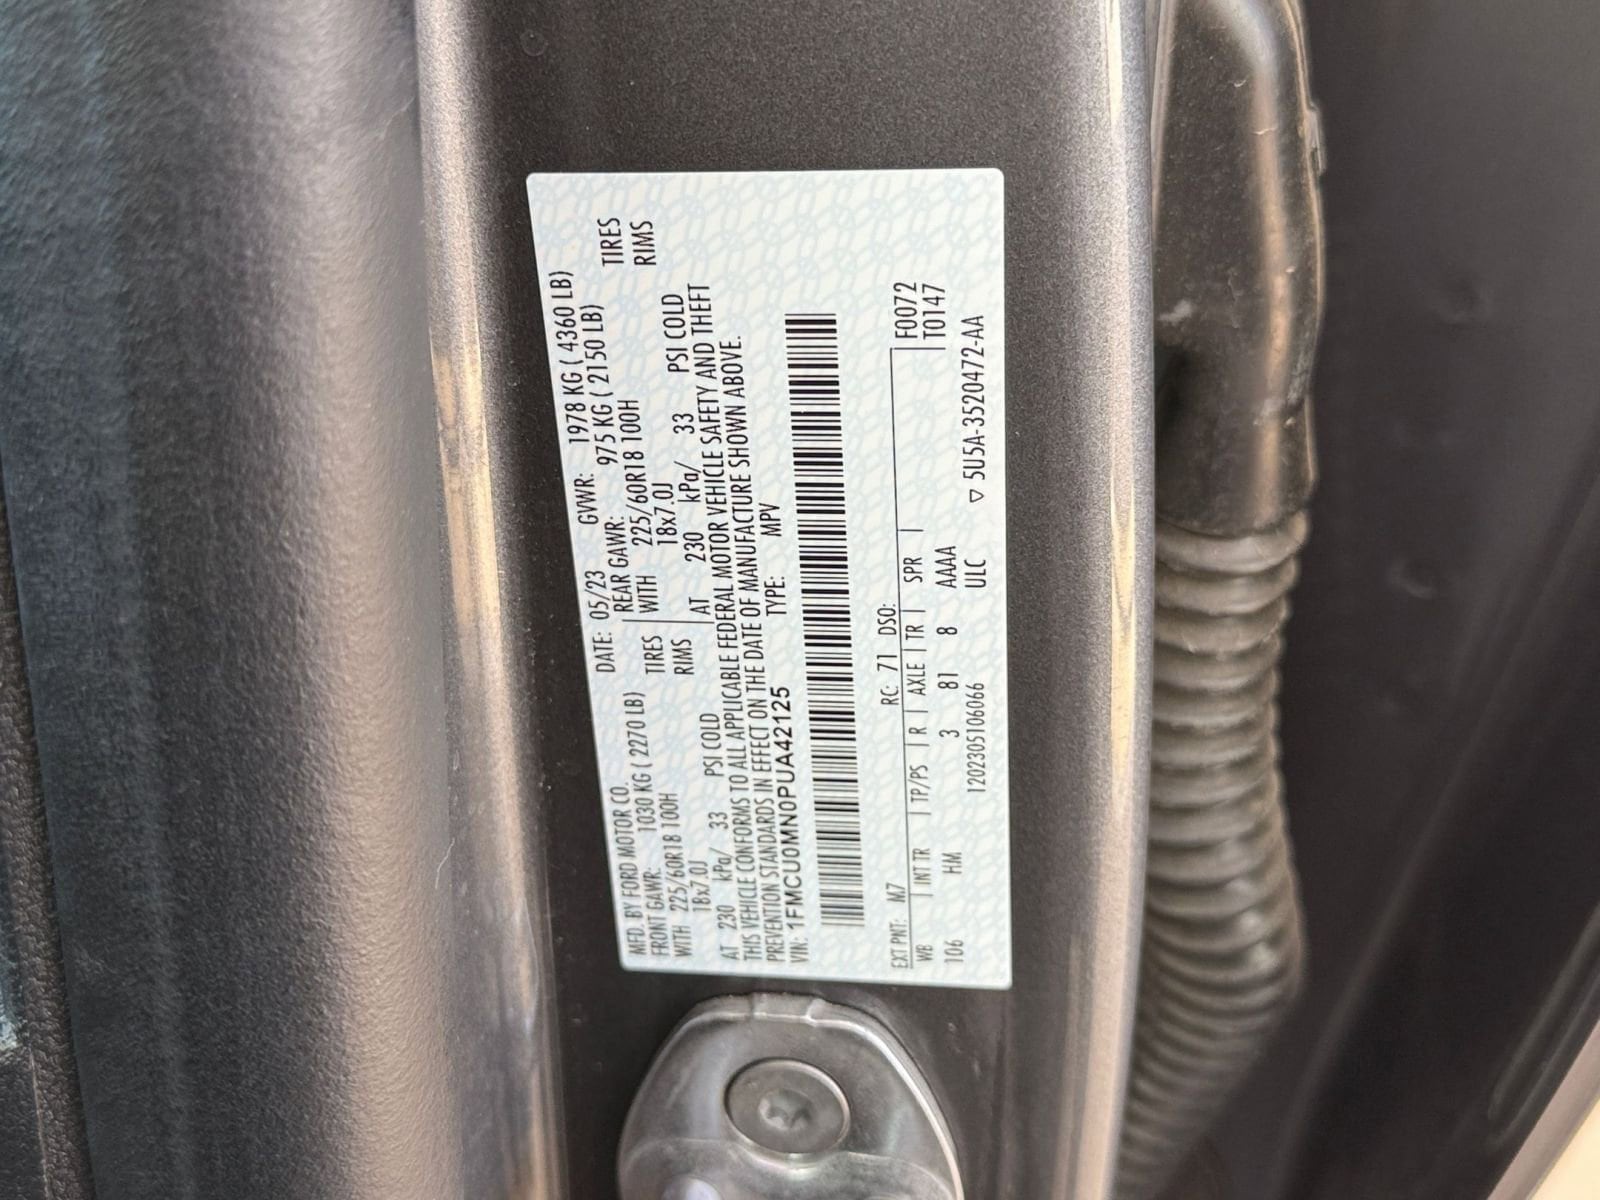 MFD. BY FORD MOTOR CO.
DATE: 05/23 GVWR: 1978 KG ( 4360 LB)
FRONT GAWR: 1030 KG ( 2270 LB) REAR GAWR: 975 KG ( 2150 LB)
WITH 225/60R18 100H TIRES WITH 225/60R18 100H TIRES
18x7.0J RIMS 18x7.0J RIMS
AT 230 kPa/ 33 PSI COLD AT 230 kPa/ 33 PSI COLD
THIS VEHICLE CONFORMS TO ALL APPLICABLE FEDERAL MOTOR VEHICLE SAFETY AND THEFT
PREVENTION STANDARDS IN EFFECT ON THE DATE OF MANUFACTURE SHOWN ABOVE.
VIN: 1FMCU0MN0PUA42125 TYPE: MPV
EXT PNT: M7 RC: 71 DSO: F0072
WB INT TR TP/PS R AXLE TR SPR T0147
106 HM 3 81 8 AAAA
1202305106066 ULC ▽ 5U5A-3520472-AA